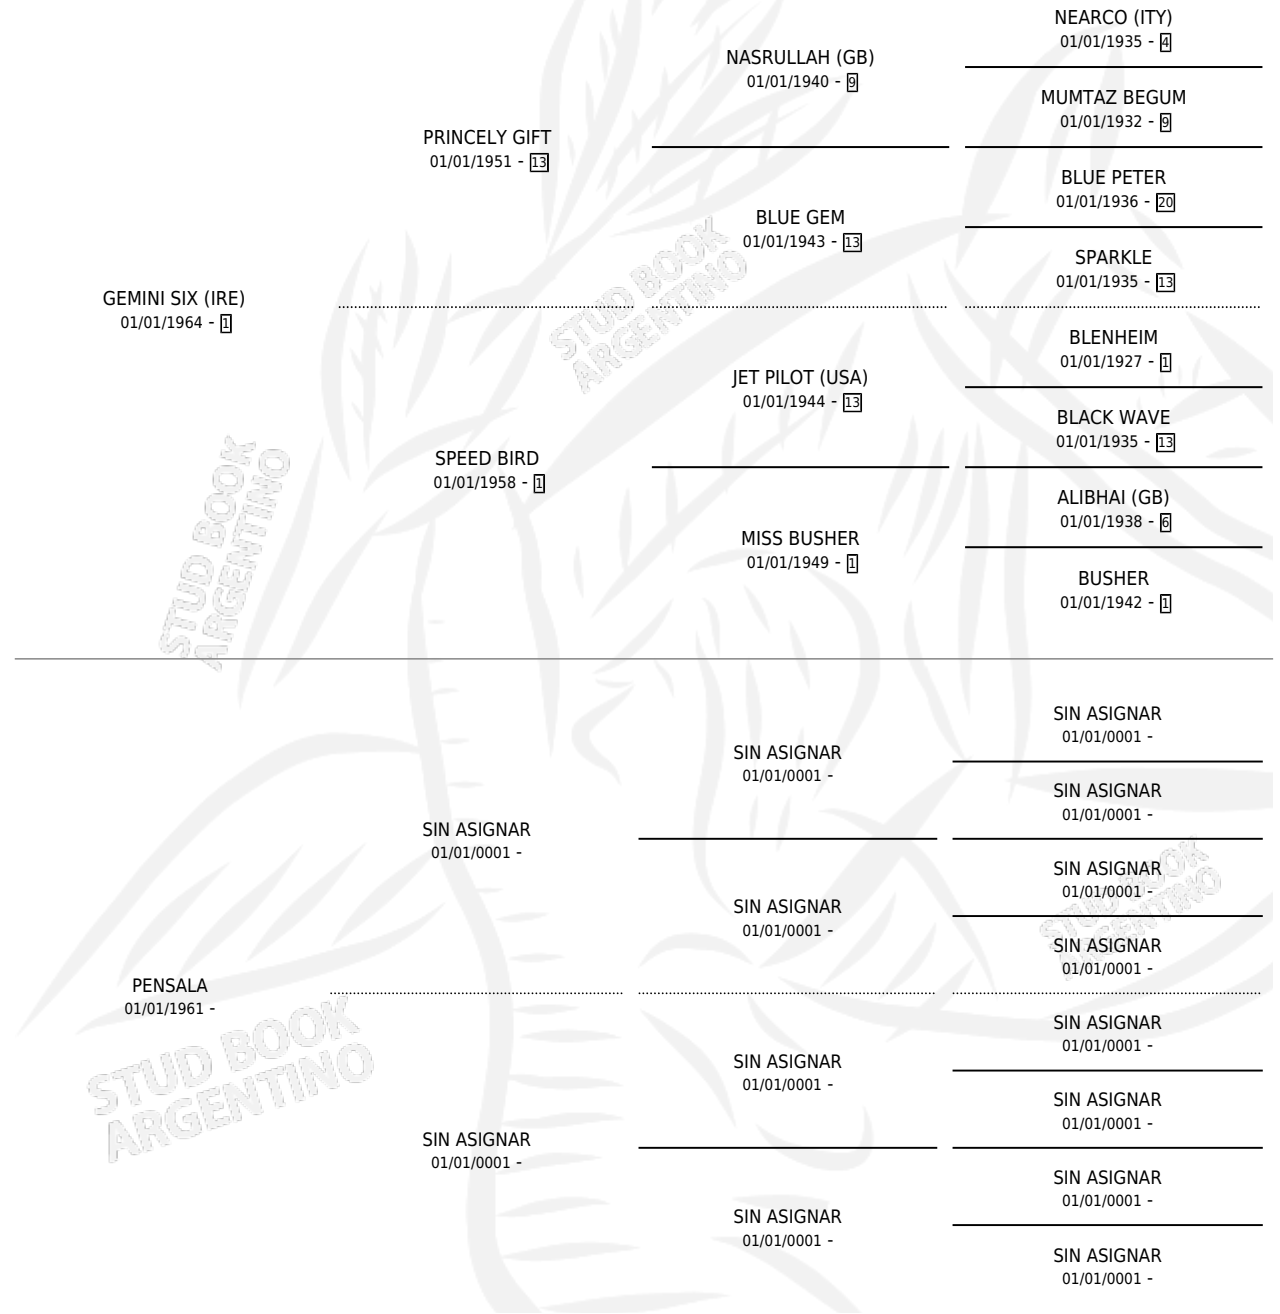 NEARCO (ITY)
01/01/1935 - 4
NASRULLAH (GB)
01/01/1940 - 9
MUMTAZ BEGUM
01/01/1932 - 9
PRINCELY GIFT
01/01/1951 - 13
BLUE PETER
01/01/1936 - 20
BLUE GEM
01/01/1943 - 13
SPARKLE
01/01/1935 - 13
GEMINI SIX (IRE)
01/01/1964 - 1
BLENHEIM
01/01/1927 - 1
JET PILOT (USA)
01/01/1944 - 13
BLACK WAVE
01/01/1935 - 13
SPEED BIRD
01/01/1958 - 1
ALIBHAI (GB)
01/01/1938 - 6
MISS BUSHER
01/01/1949 - 1
BUSHER
01/01/1942 - 1
STUD BOOK
ARGENTINO
STUD BOOK
ARGENTINO
SIN ASIGNAR
01/01/0001 -
SIN ASIGNAR
01/01/0001 -
SIN ASIGNAR
01/01/0001 -
SIN ASIGNAR
01/01/0001 -
SIN ASIGNAR
01/01/0001 -
SIN ASIGNAR
01/01/0001 -
SIN ASIGNAR
01/01/0001 -
PENSALA
01/01/1961 -
SIN ASIGNAR
01/01/0001 -
SIN ASIGNAR
01/01/0001 -
SIN ASIGNAR
01/01/0001 -
SIN ASIGNAR
01/01/0001 -
SIN ASIGNAR
01/01/0001 -
SIN ASIGNAR
01/01/0001 -
SIN ASIGNAR
01/01/0001 -
STUD BOOK
ARGENTINO
STUD BOOK
ARGENTINO